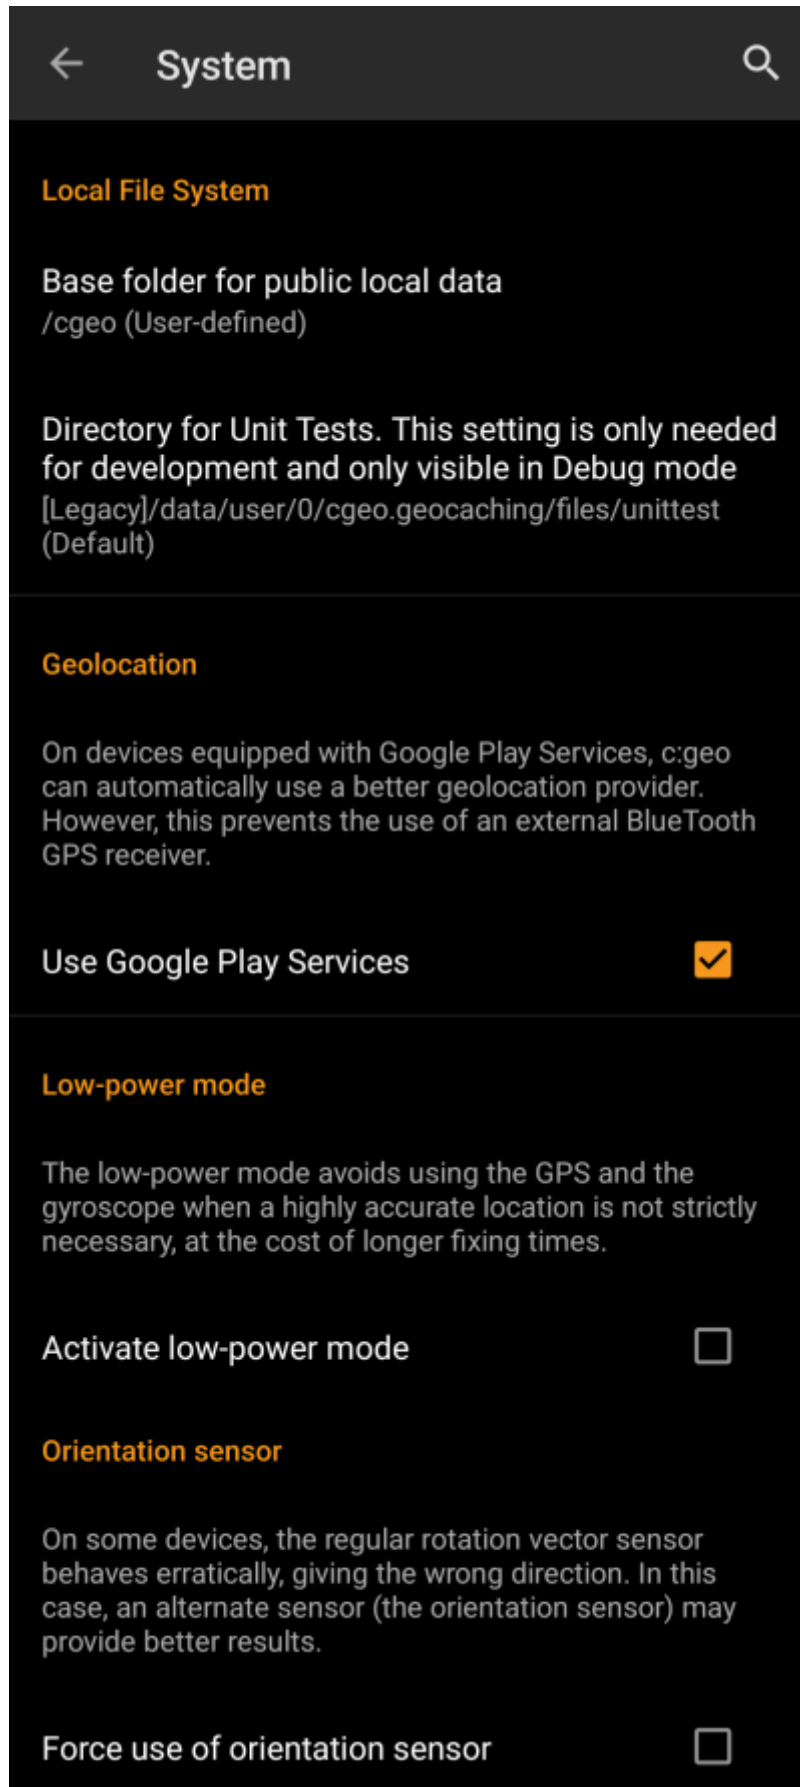 System
Local File System
Base folder for public local data
/cgeo (User-defined)
Directory for Unit Tests. This setting is only needed
for development and only visible in Debug mode
[Legacy]/data/user/0/cgeo.geocaching/files/unittest
(Default)
Geolocation
On devices equipped with Google Play Services, c:geo
can automatically use a better geolocation provider.
However, this prevents the use of an external BlueTooth
GPS receiver.
Use Google Play Services
Low-power mode
The low-power mode avoids using the GPS and the
gyroscope when a highly accurate location is not strictly
necessary, at the cost of longer fixing times.
Activate low-power mode
Orientation sensor
On some devices, the regular rotation vector sensor
behaves erratically, giving the wrong direction. In this
case, an alternate sensor (the orientation sensor) may
provide better results.
Force use of orientation sensor